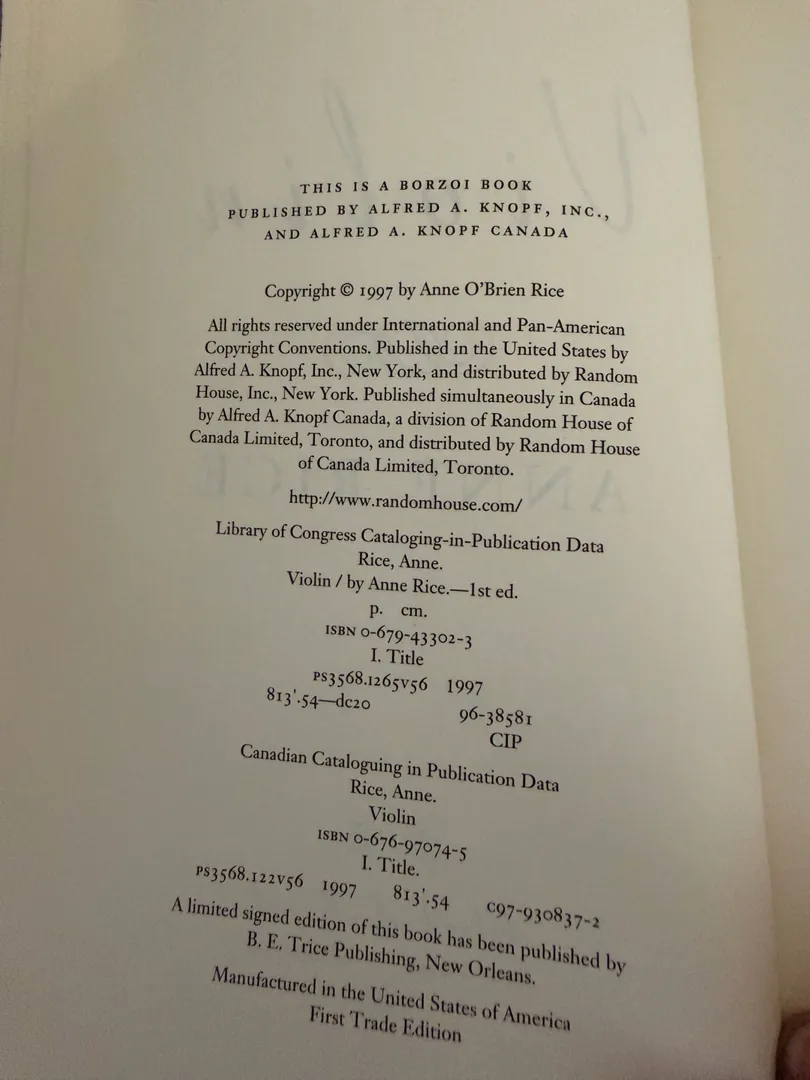 THIS IS A BORZOI BOOK
PUBLISHED BY ALFRED A. KNOPF, INC.,
AND ALFRED A. KNOPF CANADA
Copyright © 1997 by Anne O'Brien Rice
All rights reserved under International and Pan-American
Copyright Conventions. Published in the United States by
Alfred A. Knopf, Inc., New York, and distributed by Random
House, Inc., New York. Published simultaneously in Canada
by Alfred A. Knopf Canada, a division of Random House of
Canada Limited, Toronto, and distributed by Random House
of Canada Limited, Toronto.
http://www.randomhouse.com/
Library of Congress Cataloging-in-Publication Data
Rice, Anne.
Violin / by Anne Rice.—1st ed.
p. cm.
ISBN 0-679-43302-3
I. Title
PS3568.I265V56 1997
813'.54—dc20 96-38581
CIP
Canadian Cataloguing in Publication Data
Rice, Anne.
Violin
ISBN 0-676-97074-5
I. Title.
PS3568.I22V56 1997 813'.54 C97-930837-2
A limited signed edition of this book has been published by
B. E. Trice Publishing, New Orleans.
Manufactured in the United States of America
First Trade Edition